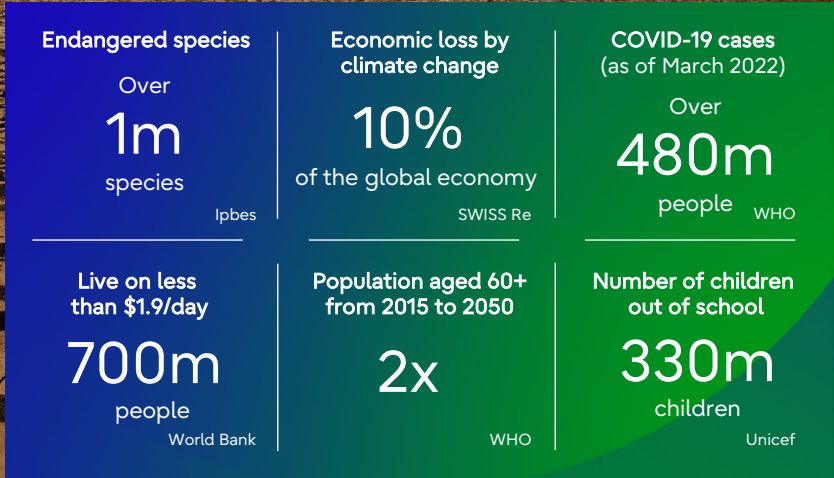 Endangered species
Over
1m
species
Ipbes
Economic loss by
climate change
10%
of the global economy
SWISS Re
COVID-19 cases
(as of March 2022)
Over
480m
people
WHO
Live on less
than $1.9/day
700m
people
World Bank
Population aged 60+
from 2015 to 2050
2x
WHO
Number of children
out of school
330m
children
Unicef